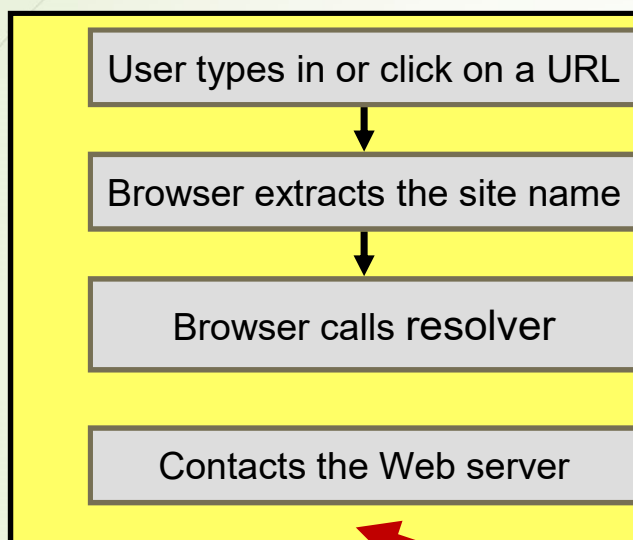 User types in or click on a URL
Browser extracts the site name
Browser calls resolver
Contacts the Web server